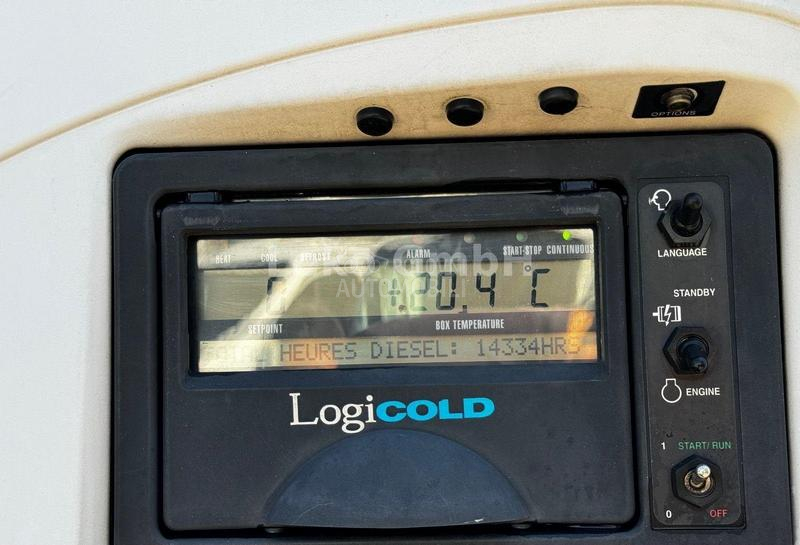 OPTIONS
LANGUAGE
HEAT COOL DEFROST ALARM START-STOP CONTINUOUS
GmbH
STANDBY
20.4°C
SETPOINT BOX TEMPERATURE
HEURES DIESEL: 14334HRS
ENGINE
LogiCOLD
1 START/RUN
0 OFF